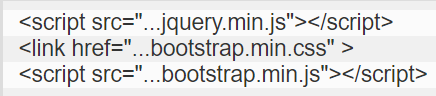 <script src="...jquery.min.js"></script>
<link href="...bootstrap.min.css" >
<script src="...bootstrap.min.js"></script>